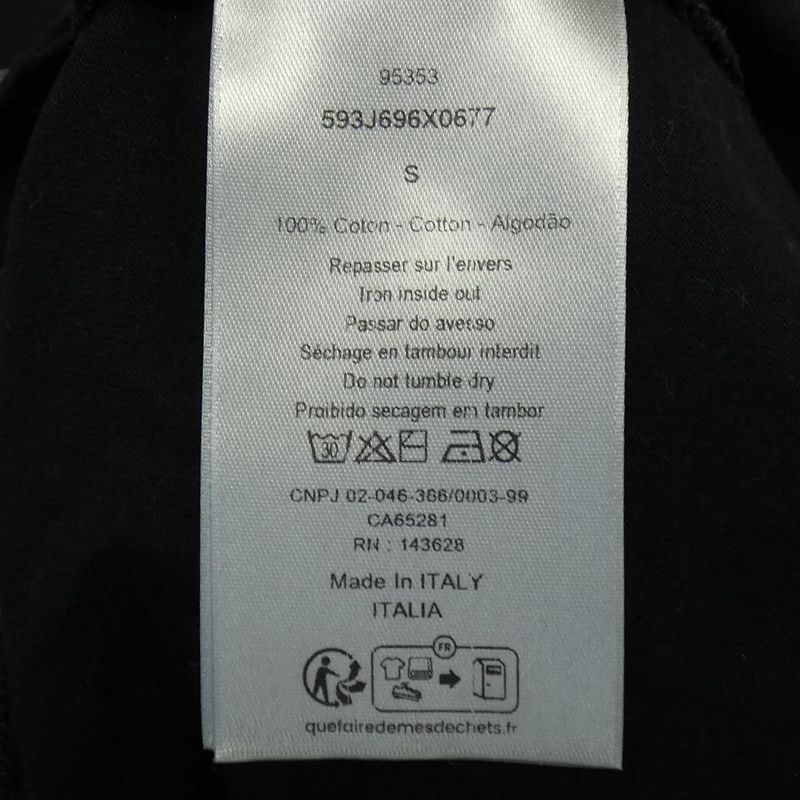 95353
593J696X0677
S
100% Coton - Cotton - Algodão
Repasser sur l'envers
Iron inside out
Passar do avesso
Séchage en tambour interdit
Do not tumble dry
Proibido secagem em tambor
30
CNPJ 02-046-366/0003-99
CA65281
RN : 143628
Made In ITALY
ITALIA
FR
quefairedemesdechets.fr